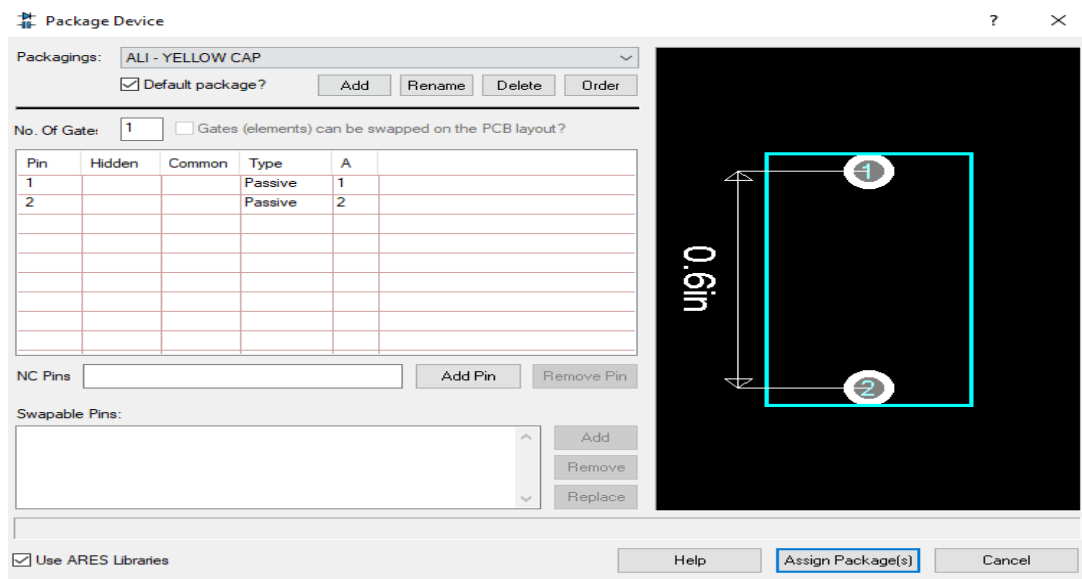 Package Device ?
Packagings: ALI - YELLOW CAP
Default package? Add Rename Delete Order
No. Of Gate: 1 Gates (elements) can be swapped on the PCB layout?
Pin Hidden Common Type A
1 Passive 1
2 Passive 2
NC Pins Add Pin Remove Pin
Swapable Pins:
Add
Remove
Replace
1
0.6in
2
Use ARES Libraries Help Assign Package(s) Cancel